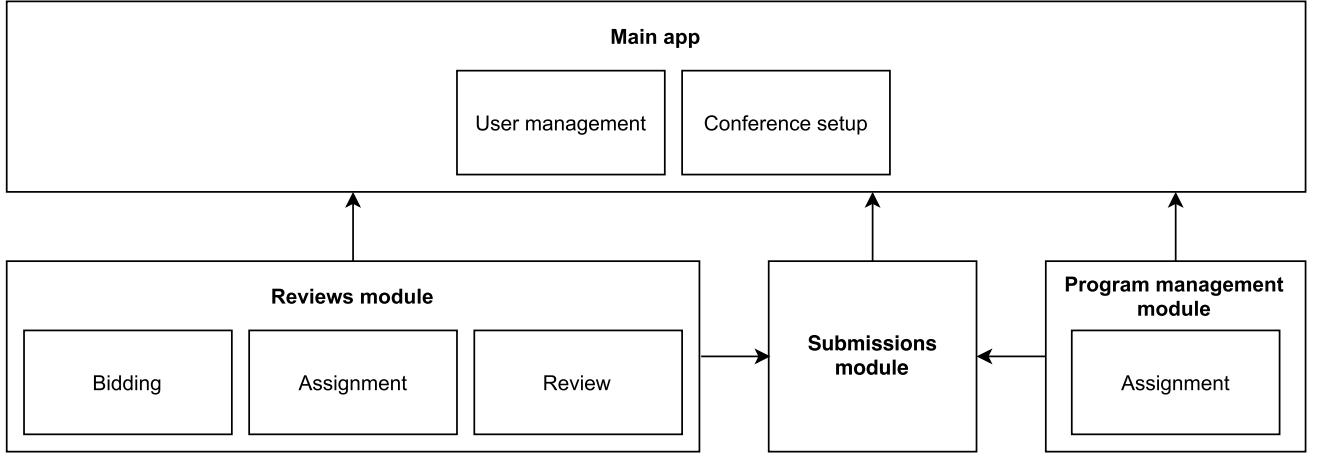 Main app
User management
Conference setup
Reviews module
Bidding
Assignment
Review
Submissions
module
Program management
module
Assignment